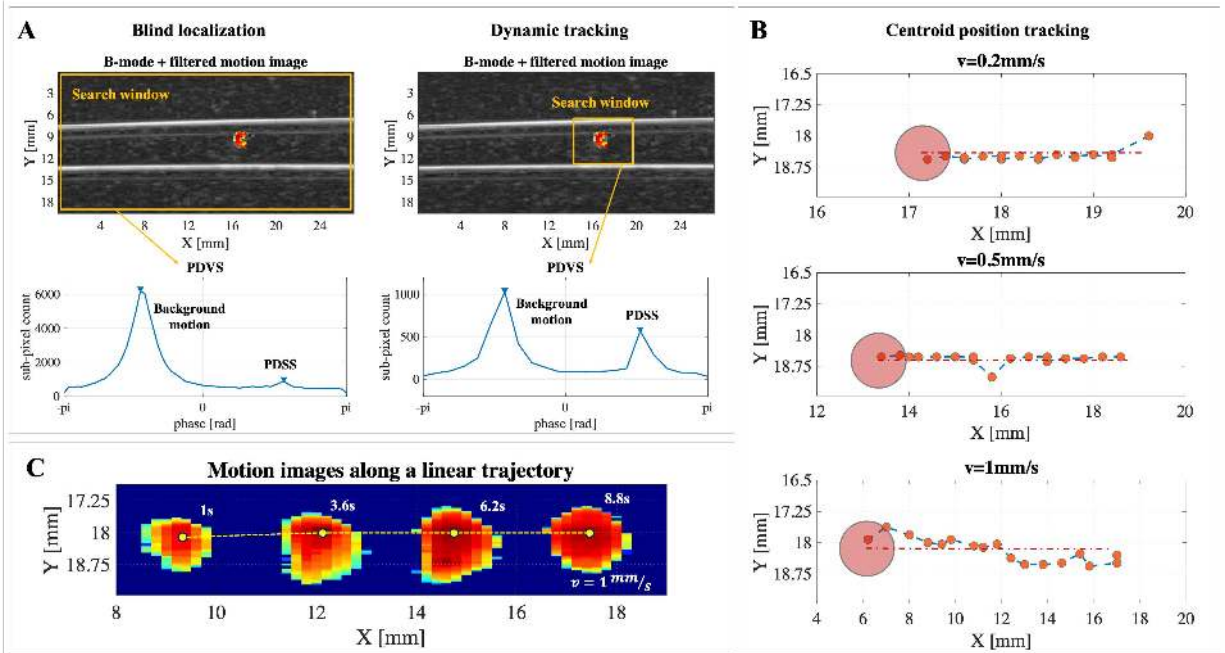 A
Blind localization
Dynamic tracking
B-mode + filtered motion image
B-mode + filtered motion image
Search window
Search window
Y [mm]
3
6
9
12
15
18
4 8 12 16 20 24
X [mm]
Y [mm]
3
6
9
12
15
18
4 8 12 16 20 24
X [mm]
PDVS
PDVS
sub-pixel count
6000
4000
2000
0
Background
motion
PDSS
-pi 0 pi
phase [rad]
sub-pixel count
1000
500
0
Background
motion
PDSS
-pi 0 pi
phase [rad]
B
Centroid position tracking
v=0.2mm/s
Y [mm]
16.5
17.25
18
18.75
16 17 18 19 20
X [mm]
v=0.5mm/s
Y [mm]
16.5
17.25
18
18.75
12 14 16 18 20
X [mm]
v=1mm/s
Y [mm]
16.5
17.25
18
18.75
4 6 8 10 12 14 16 18 20
X [mm]
C
Motion images along a linear trajectory
Y [mm]
17.25
18
18.75
1s
3.6s
6.2s
8.8s
v = 1 mm/s
8 10 12 14 16 18
X [mm]